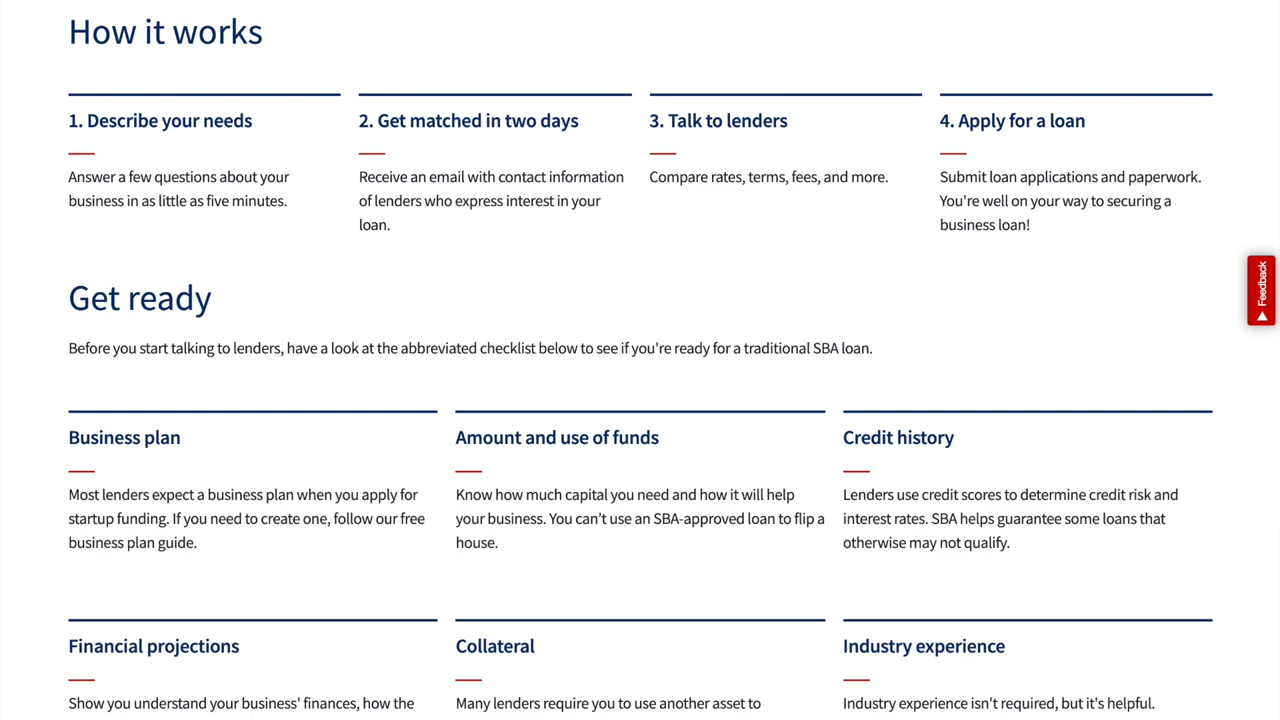 How it works
1. Describe your needs
Answer a few questions about your
business in as little as five minutes.
2. Get matched in two days
Receive an email with contact information
of lenders who express interest in your
loan.
3. Talk to lenders
Compare rates, terms, fees, and more.
4. Apply for a loan
Submit loan applications and paperwork.
You're well on your way to securing a
business loan!
Feedback
Get ready
Before you start talking to lenders, have a look at the abbreviated checklist below to see if you're ready for a traditional SBA loan.
Business plan
Most lenders expect a business plan when you apply for
startup funding. If you need to create one, follow our free
business plan guide.
Amount and use of funds
Know how much capital you need and how it will help
your business. You can’t use an SBA-approved loan to flip a
house.
Credit history
Lenders use credit scores to determine credit risk and
interest rates. SBA helps guarantee some loans that
otherwise may not qualify.
Financial projections
Show you understand your business' finances, how the
Collateral
Many lenders require you to use another asset to
Industry experience
Industry experience isn't required, but it's helpful.